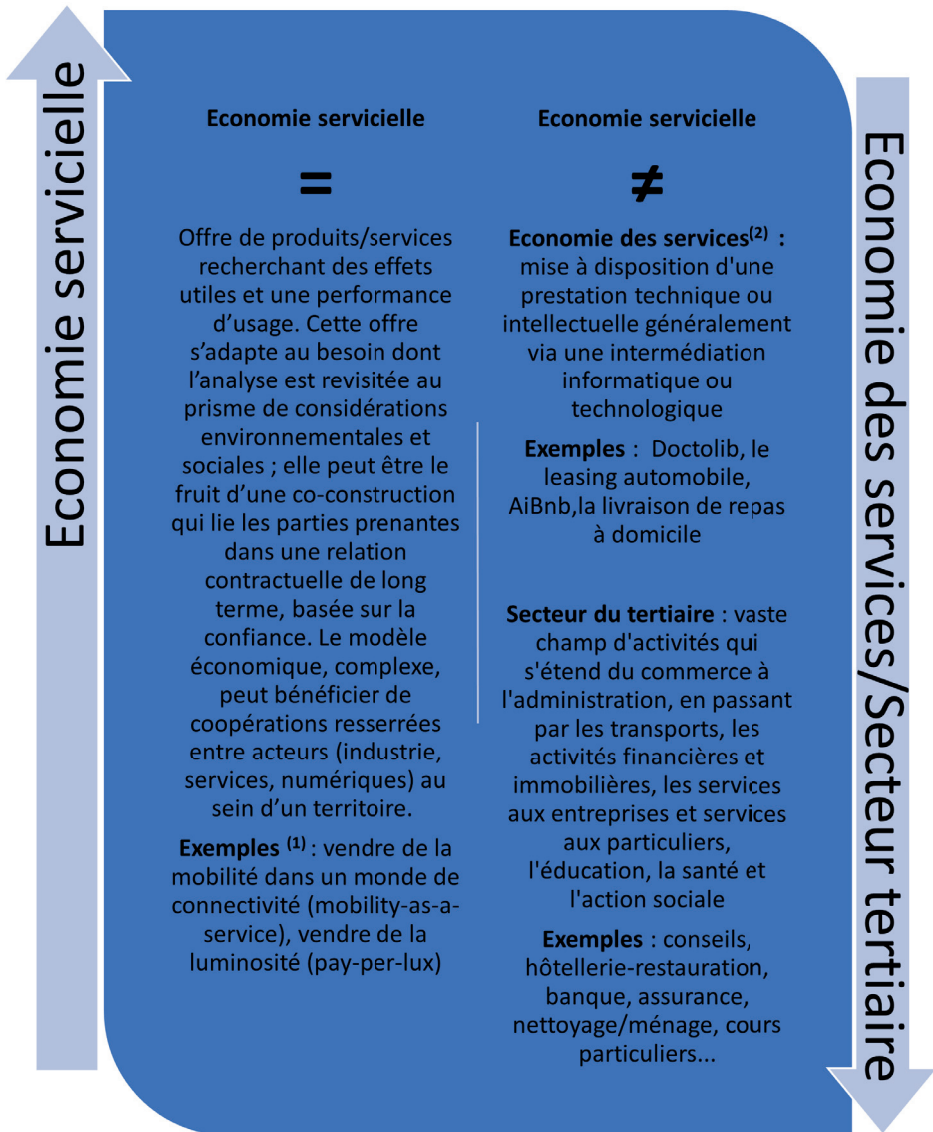 Economie servicielle
Economie servicielle
=
Offre de produits/services
recherchant des effets
utiles et une performance
d’usage. Cette offre
s’adapte au besoin dont
l’analyse est revisitée au
prisme de considérations
environnementales et
sociales ; elle peut être le
fruit d’une co-construction
qui lie les parties prenantes
dans une relation
contractuelle de long
terme, basée sur la
confiance. Le modèle
économique, complexe,
peut bénéficier de
coopérations resserrées
entre acteurs (industrie,
services, numériques) au
sein d’un territoire.
Exemples (1) : vendre de la
mobilité dans un monde de
connectivité (mobility-as-a-
service), vendre de la
luminosité (pay-per-lux)
Economie servicielle
≠
Economie des services(2) :
mise à disposition d'une
prestation technique ou
intellectuelle généralement
via une intermédiation
informatique ou
technologique
Exemples : Doctolib, le
leasing automobile,
AiBnb,la livraison de repas
à domicile
Secteur du tertiaire : vaste
champ d'activités qui
s'étend du commerce à
l'administration, en passant
par les transports, les
activités financières et
immobilières, les services
aux entreprises et services
aux particuliers,
l'éducation, la santé et
l'action sociale
Exemples : conseils,
hôtellerie-restauration,
banque, assurance,
nettoyage/ménage, cours
particuliers...
Economie des services/Secteur tertiaire